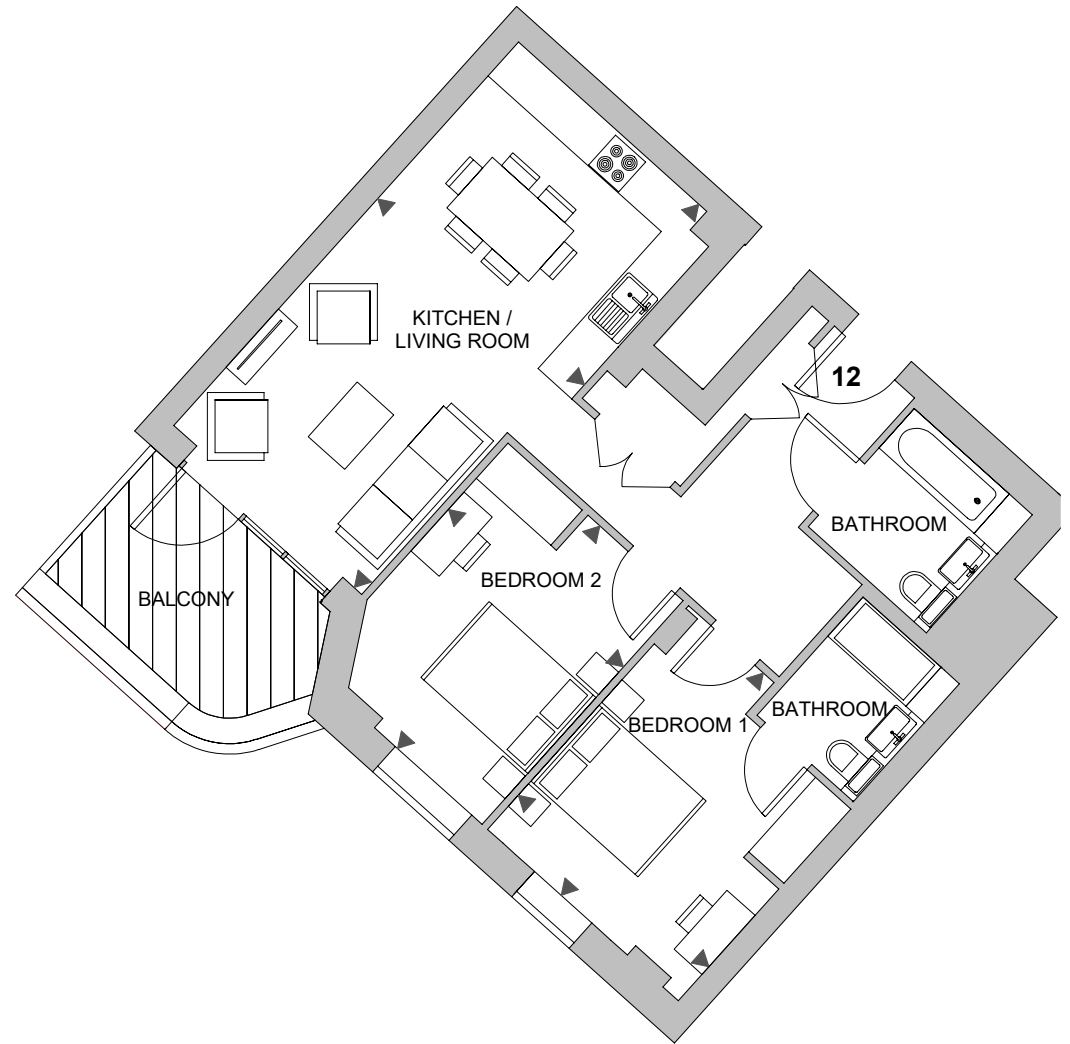 KITCHEN /
LIVING ROOM
12
BATHROOM
BEDROOM 2
BALCONY
BATHROOM
BEDROOM 1